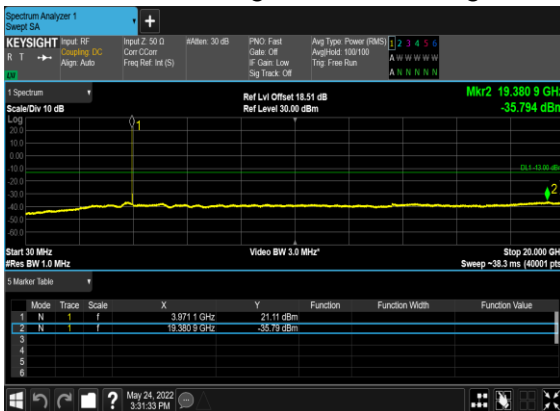 Spectrum Analyzer 1
Swept SA
KEYSIGHT Input: RF Input Z: 50 Ω #Atten: 30 dB PNO: Fast Avg Type: Power (RMS) 1 2 3 4 5 6
R T Coupling: DC Corr CCorr Gate: Off Avg|Hold: 100/100 A W W W W W
Align: Auto Freq Ref: Int (S) IF Gain: Low Trig: Free Run
Sig Track: Off A N N N N N
1 Spectrum
Scale/Div 10 dB Ref Lvl Offset 18.51 dB Mkr2 19.380 9 GHz
Ref Level 30.00 dBm -35.794 dBm
Log
20.0
10.0
0.00
-10.0
DL1 -13.00 dBm
-20.0
-30.0
-40.0
-50.0
-60.0
1
2
Start 30 MHz Video BW 3.0 MHz* Stop 20.000 GH
#Res BW 1.0 MHz Sweep ~38.3 ms (40001 pts
5 Marker Table
Mode Trace Scale X Y Function Function Width Function Value
1 N 1 f 3.971 1 GHz 21.11 dBm
2 N 1 f 19.380 9 GHz -35.79 dBm
3
4
5
6
? May 24, 2022
3:31:33 PM